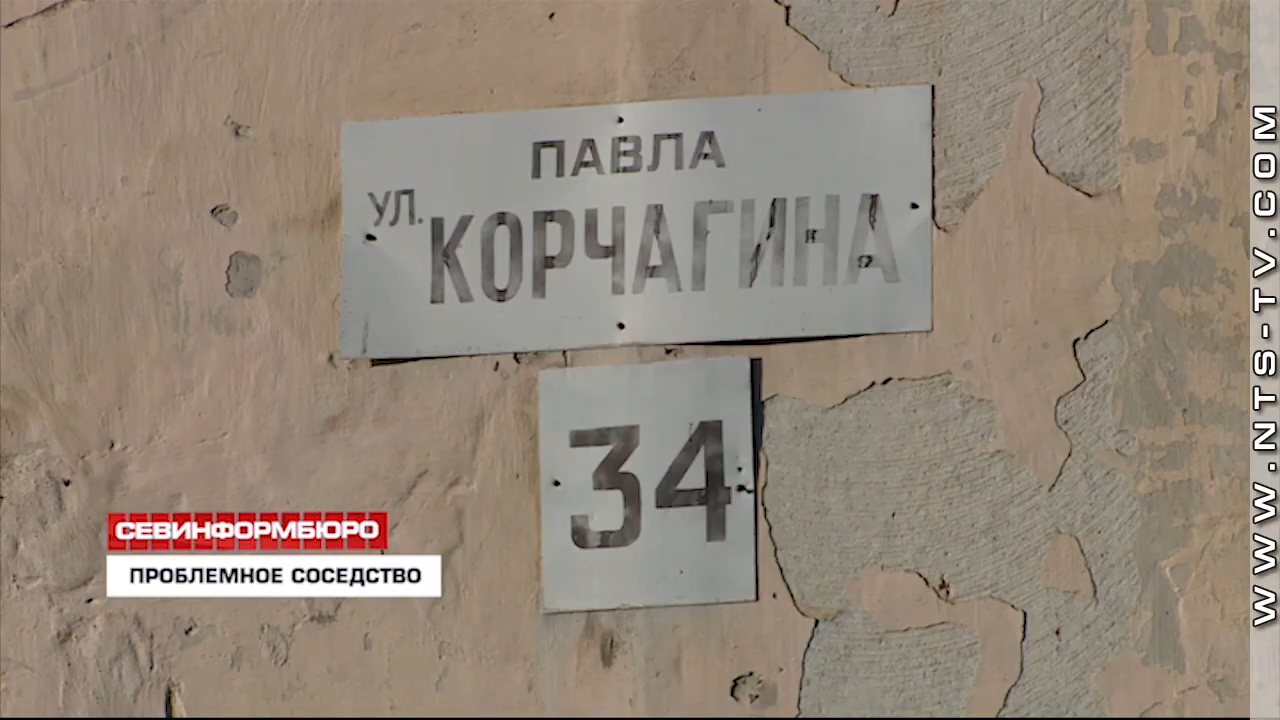 ПАВЛА
УЛ. КОРЧАГИНА
34
СЕВИНФОРМБЮРО
ПРОБЛЕМНОЕ СОСЕДСТВО
WWW.NTS-TV.COM